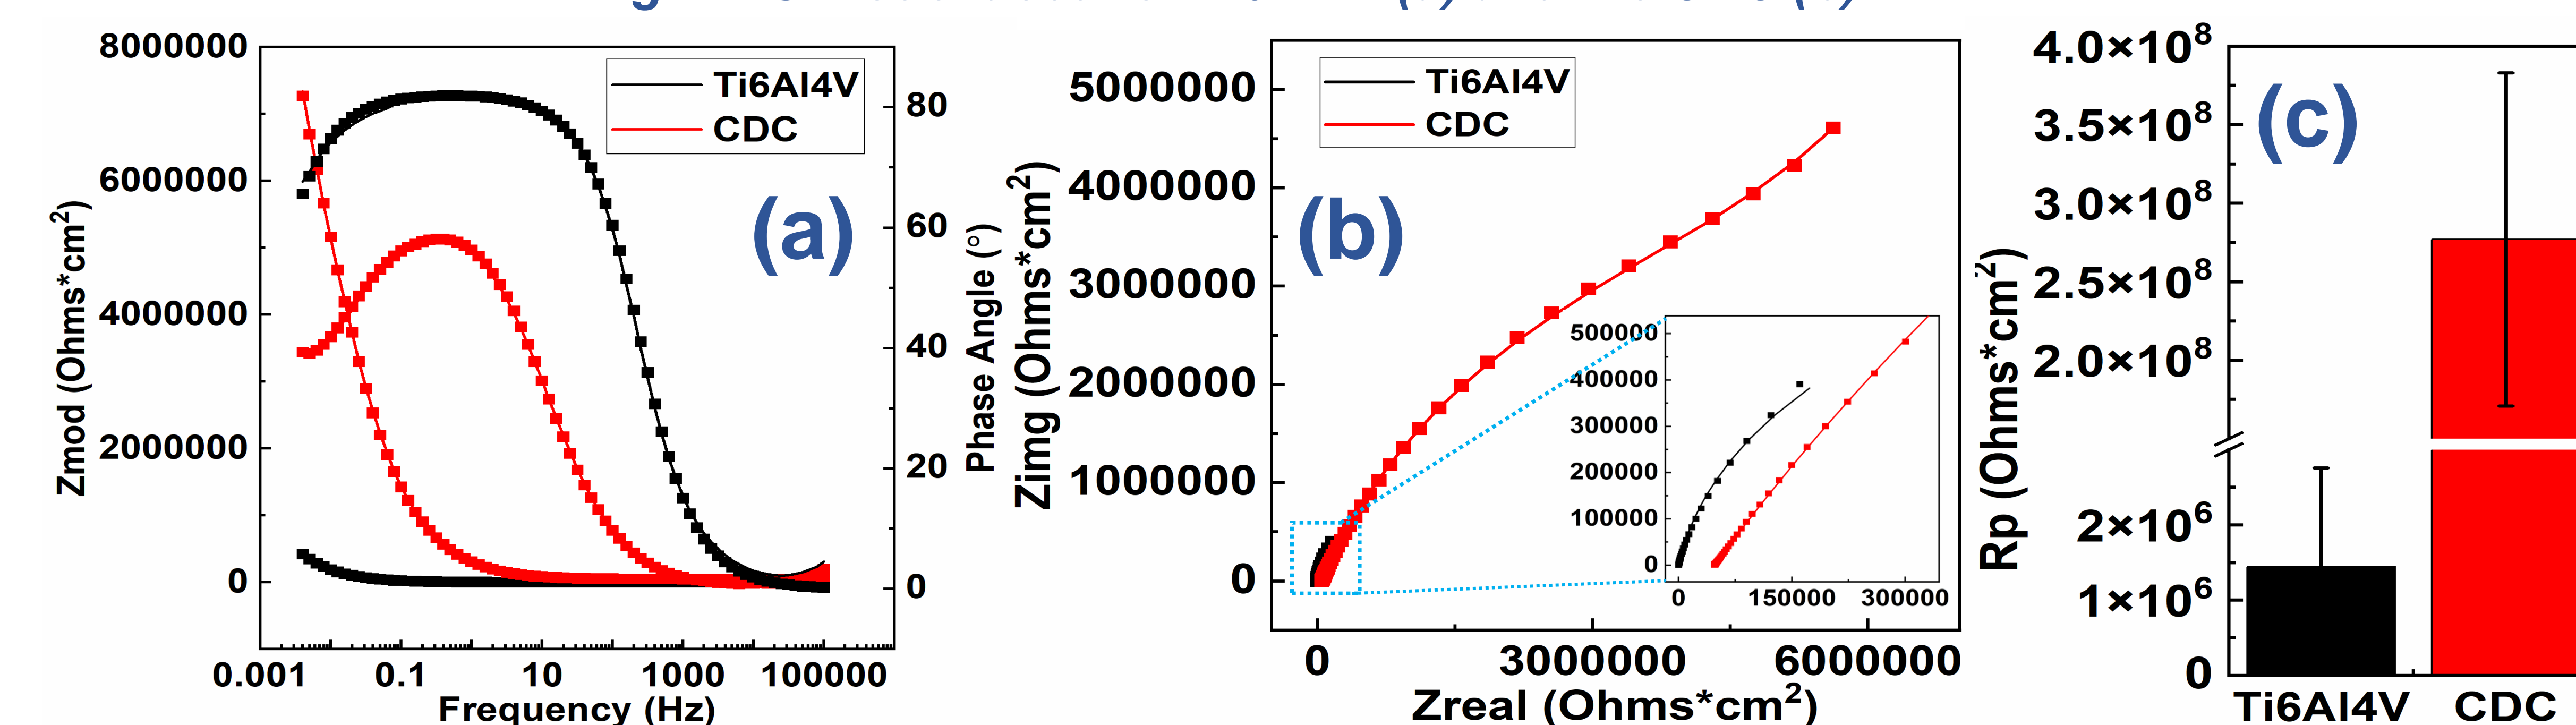 8000000
6000000
4000000
2000000
0
Zmod (Ohms*cm²)
0.001
0.1
10
1000
100000
Frequency (Hz)
80
60
40
20
0
Phase Angle (°)
Ti6Al4V
CDC
(a)
5000000
4000000
3000000
2000000
1000000
0
Zimg (Ohms*cm²)
0
3000000
6000000
Zreal (Ohms*cm²)
Ti6Al4V
CDC
(b)
500000
400000
300000
200000
100000
0
0
150000
300000
4.0×10⁸
3.5×10⁸
3.0×10⁸
2.5×10⁸
2.0×10⁸
2×10⁶
1×10⁶
0
Rp (Ohms*cm²)
(c)
Ti6Al4V
CDC